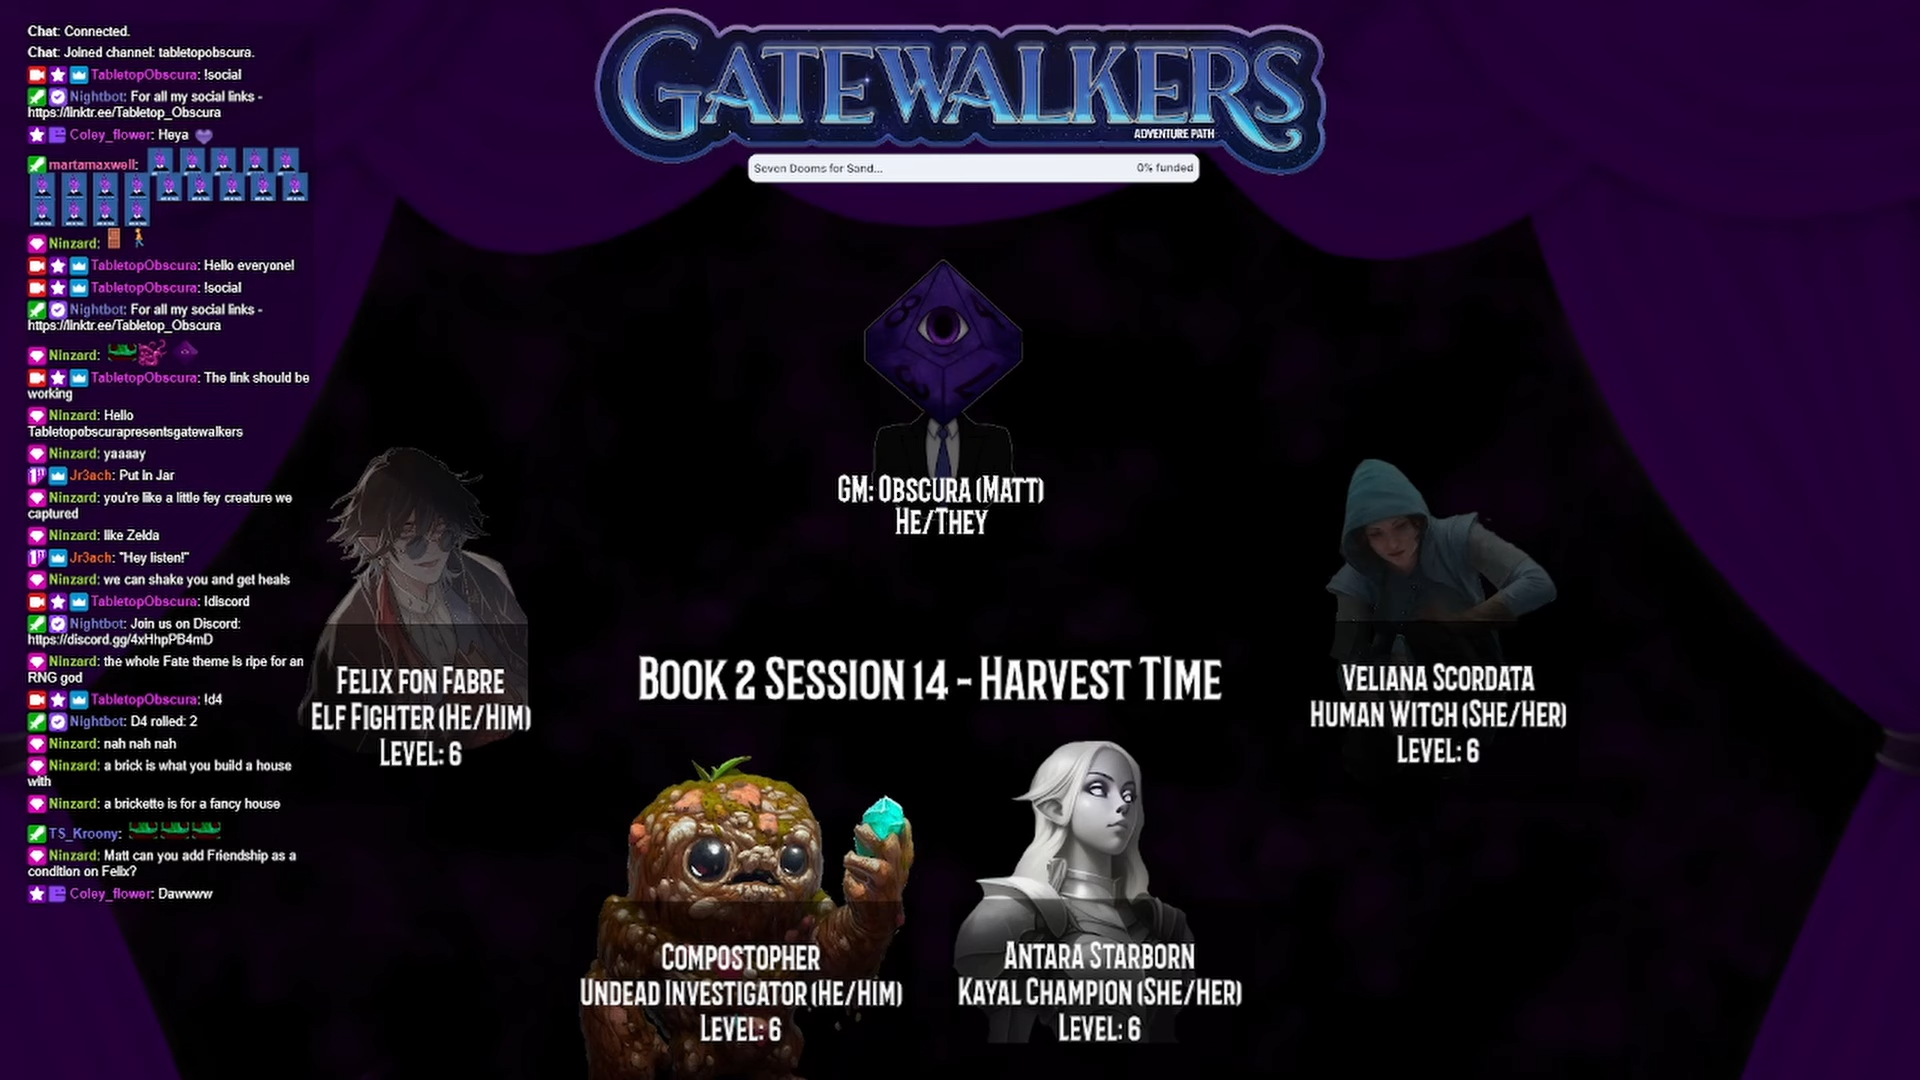 Chat: Connected.
Chat: Joined channel: tabletopobscura.
TabletopObscura: !social
Nightbot: For all my social links -
https://linktr.ee/Tabletop_Obscura
Coley_flower: Heya
martamaxwell:
Ninzard:
TabletopObscura: Hello everyone!
TabletopObscura: !social
Nightbot: For all my social links -
https://linktr.ee/Tabletop_Obscura
Ninzard:
TabletopObscura: The link should be
working
Ninzard: Hello
Tabletopobscurapresentsgatewalkers
Ninzard: yaaaay
Jr3ach: Put In Jar
Ninzard: you're like a little fey creature we
captured
Ninzard: like Zelda
Jr3ach: "Hey listen!"
Ninzard: we can shake you and get heals
TabletopObscura: !discord
Nightbot: Join us on Discord:
https://discord.gg/4xHhpPB4mD
Ninzard: the whole Fate theme is ripe for an
RNG god
TabletopObscura: !d4
Nightbot: D4 rolled: 2
Ninzard: nah nah nah
Ninzard: a brick is what you build a house
with
Ninzard: a brickette is for a fancy house
TS_Kroony:
Ninzard: Matt can you add Friendship as a
condition on Felix?
Coley_flower: Dawwww
GATEWALKERS
ADVENTURE PATH
Seven Dooms for Sand... 0% funded
GM: OBSCURA (MATT)
HE/THEY
FELIX FON FABRE
ELF FIGHTER (HE/HIM)
LEVEL: 6
BOOK 2 SESSION 14 - HARVEST TIME
VELIANA SCORDATA
HUMAN WITCH (SHE/HER)
LEVEL: 6
COMPOSTOPHER
UNDEAD INVESTIGATOR (HE/HIM)
LEVEL: 6
ANTARA STARBORN
KAYAL CHAMPION (SHE/HER)
LEVEL: 6